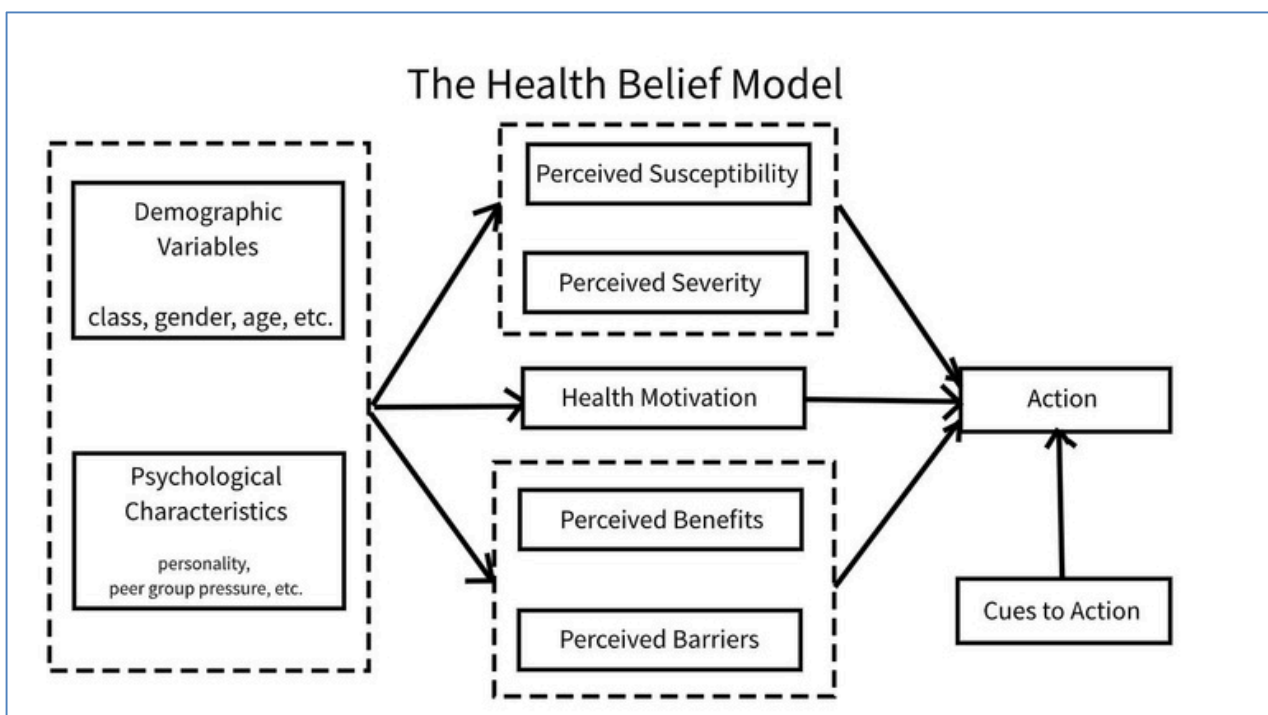 The Health Belief Model
Demographic
Variables
class, gender, age, etc.
Psychological
Characteristics
personality,
peer group pressure, etc.
Perceived Susceptibility
Perceived Severity
Health Motivation
Perceived Benefits
Perceived Barriers
Action
Cues to Action